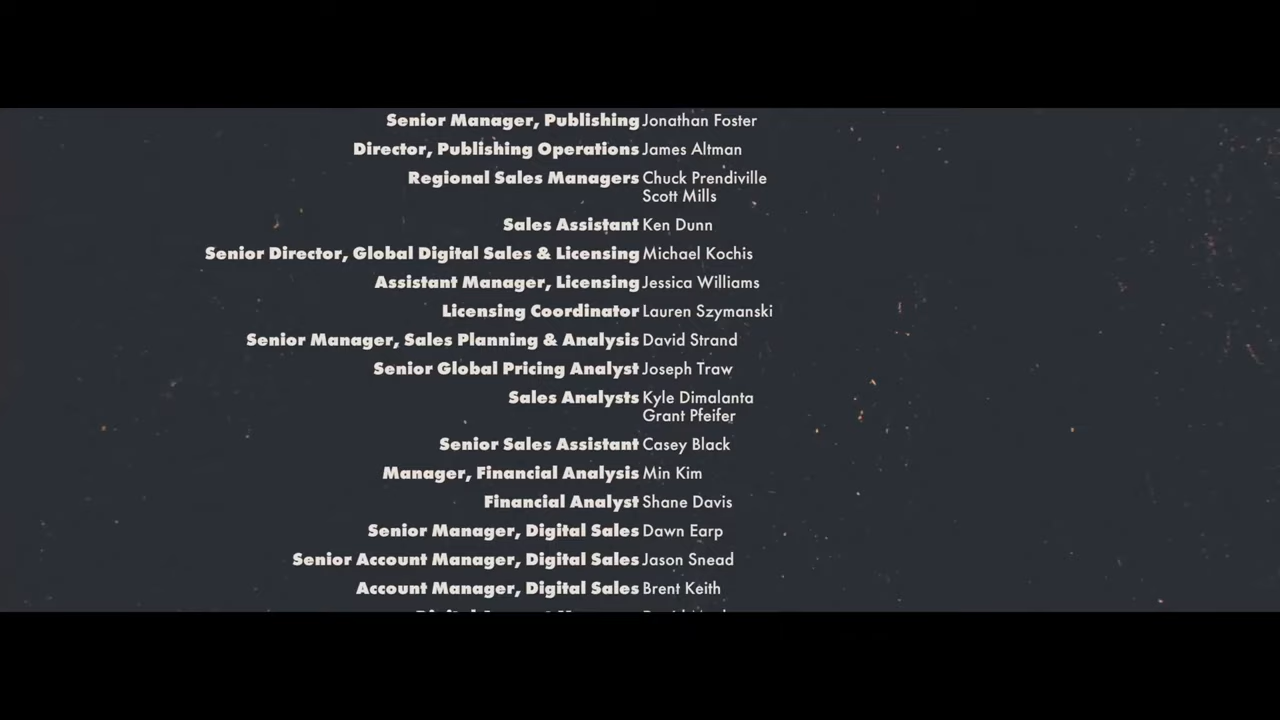 Senior Manager, Publishing Jonathan Foster
Director, Publishing Operations James Altman
Regional Sales Managers Chuck Prendiville
Scott Mills
Sales Assistant Ken Dunn
Senior Director, Global Digital Sales & Licensing Michael Kochis
Assistant Manager, Licensing Jessica Williams
Licensing Coordinator Lauren Szymanski
Senior Manager, Sales Planning & Analysis David Strand
Senior Global Pricing Analyst Joseph Traw
Sales Analysts Kyle Dimalanta
Grant Pfeifer
Senior Sales Assistant Casey Black
Manager, Financial Analysis Min Kim
Financial Analyst Shane Davis
Senior Manager, Digital Sales Dawn Earp
Senior Account Manager, Digital Sales Jason Snead
Account Manager, Digital Sales Brent Keith